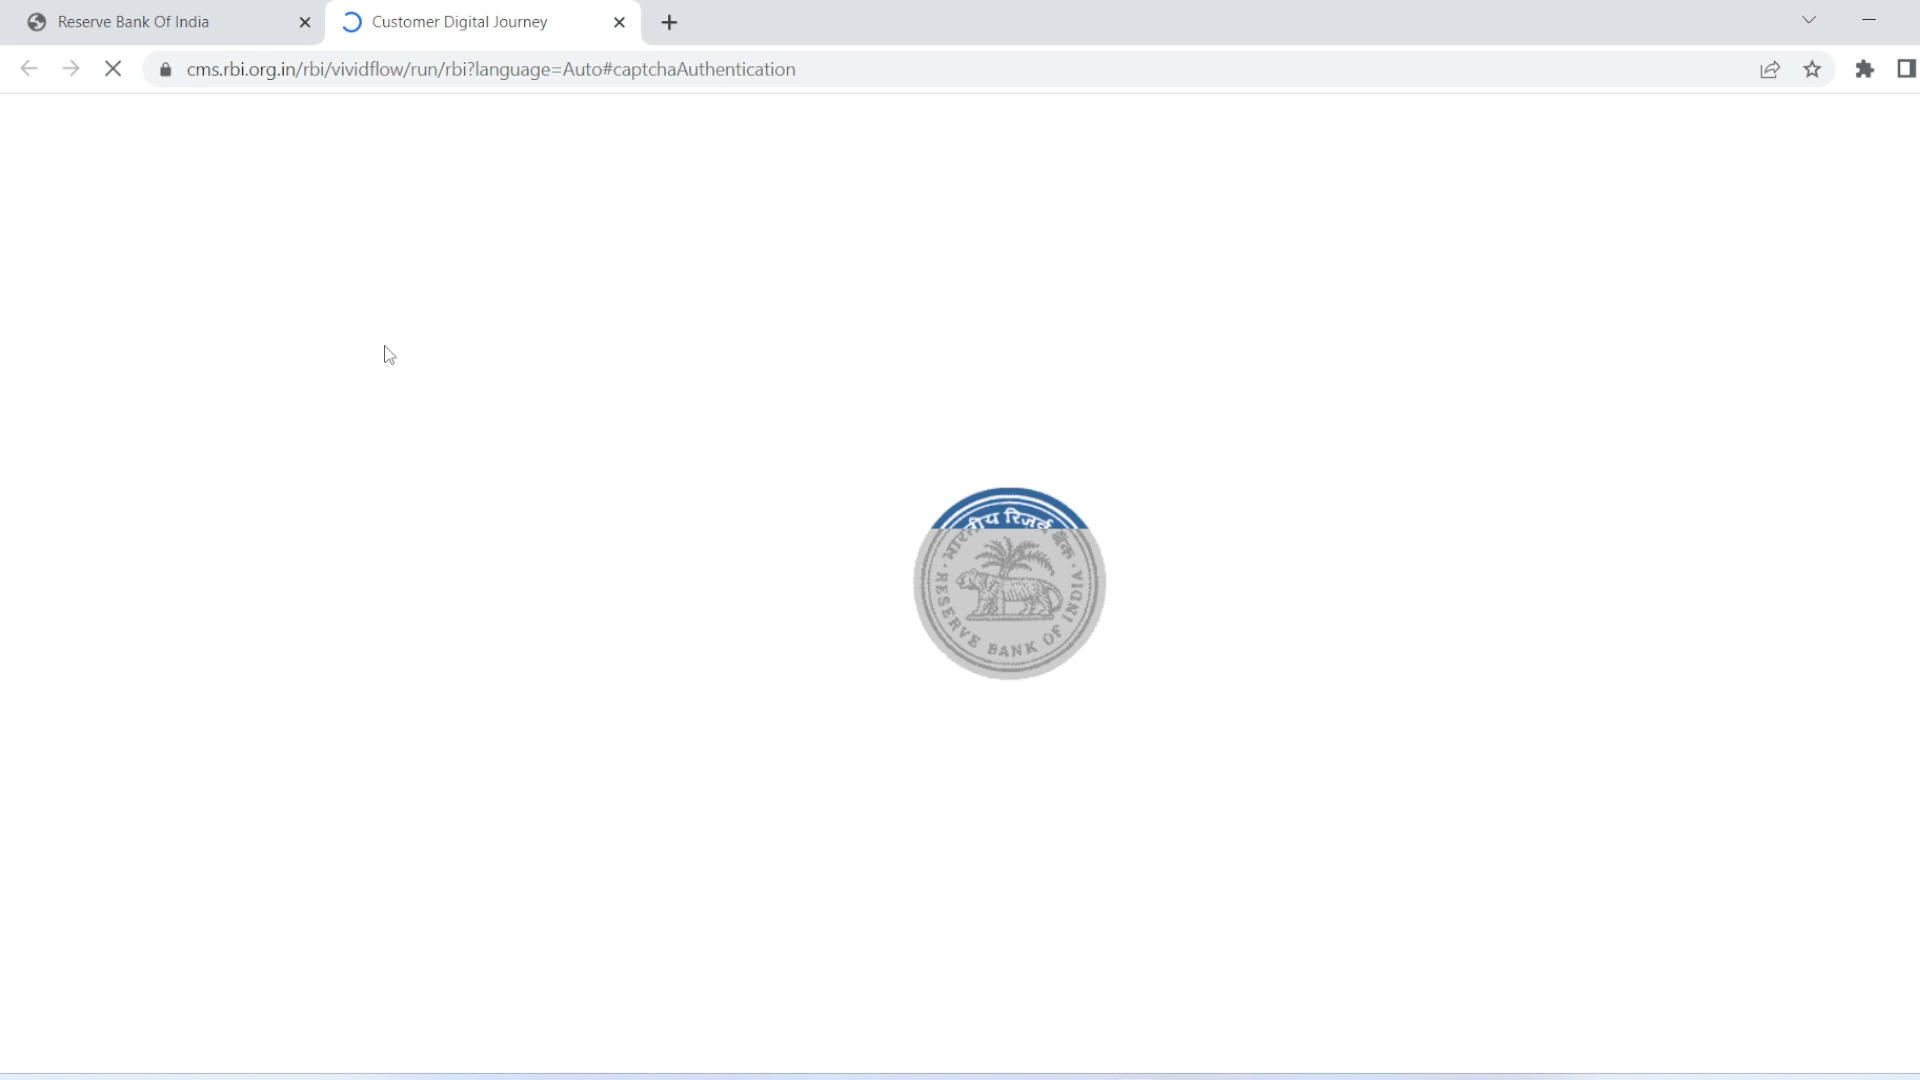 Reserve Bank Of India
Customer Digital Journey
cms.rbi.org.in/rbi/vividflow/run/rbi?language=Auto#captchaAuthentication
भारतीय रिज़र्व बैंक
RESERVE BANK OF INDIA